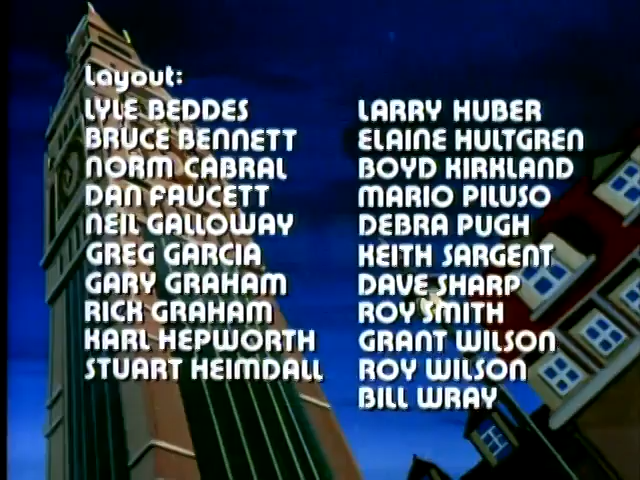 Layout:
LYLE BEDDES
BRUCE BENNETT
NORM CABRAL
DAN FAUCETT
NEIL GALLOWAY
GREG GARCIA
GARY GRAHAM
RICK GRAHAM
KARL HEPWORTH
STUART HEIMDALL
LARRY HUBER
ELAINE HULTGREN
BOYD KIRKLAND
MARIO PILUSO
DEBRA PUGH
KEITH SARGENT
DAVE SHARP
ROY SMITH
GRANT WILSON
ROY WILSON
BILL WRAY